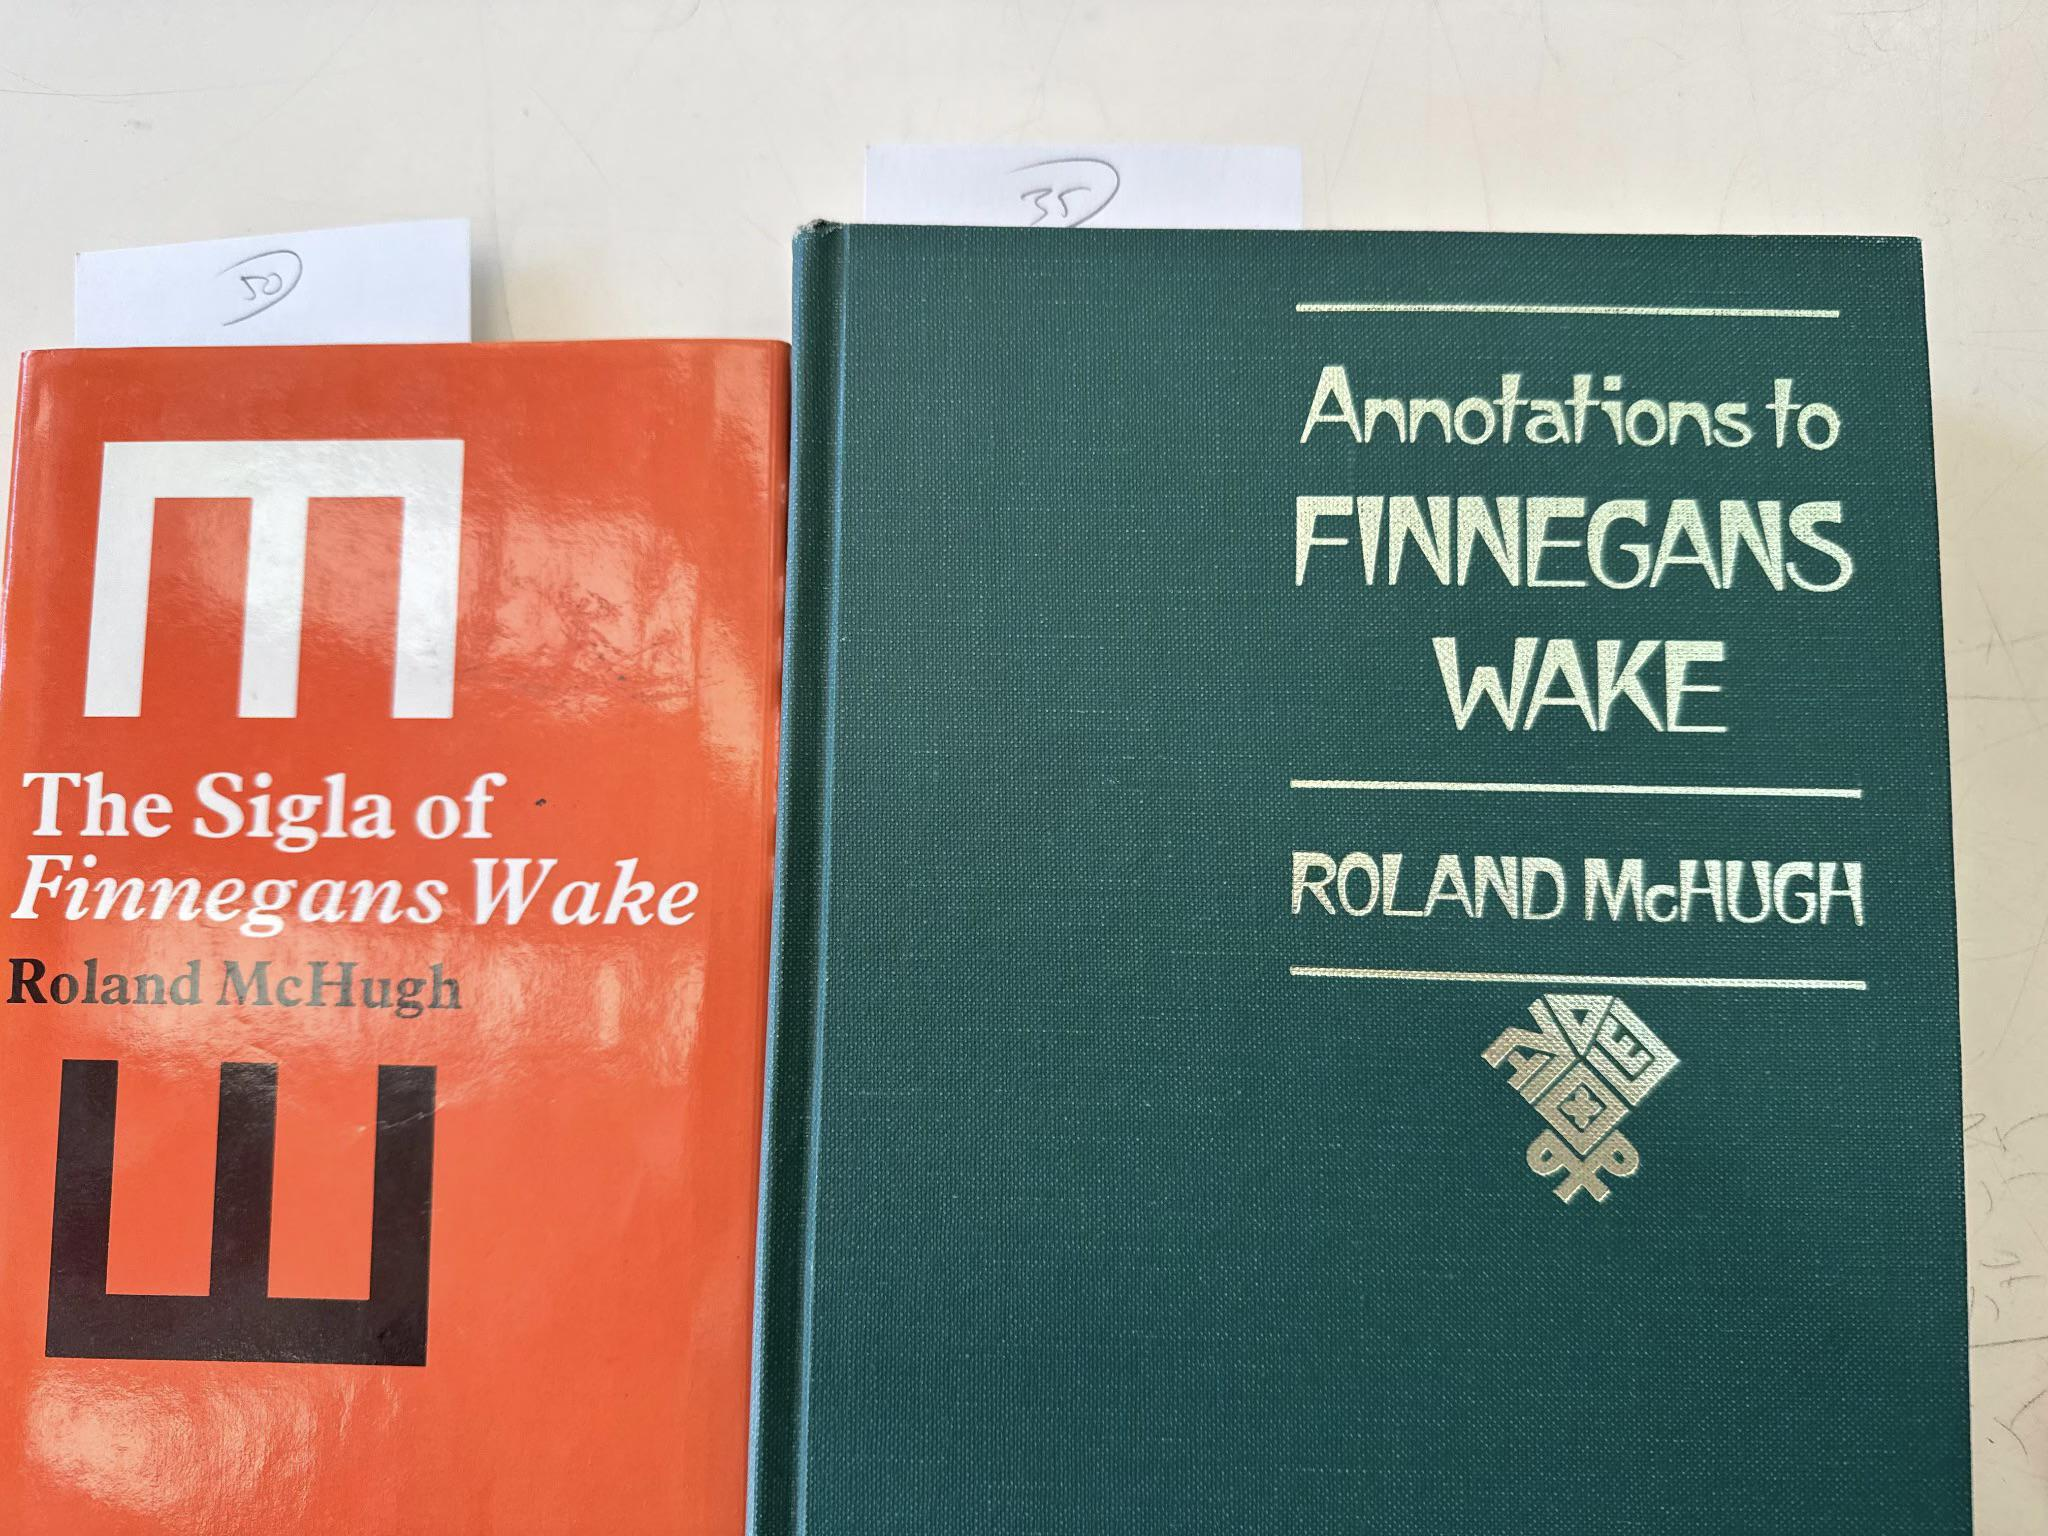 50
The Sigla of
Finnegans Wake
Roland McHugh
35
Annotations to
FINNEGANS
WAKE
ROLAND McHUGH